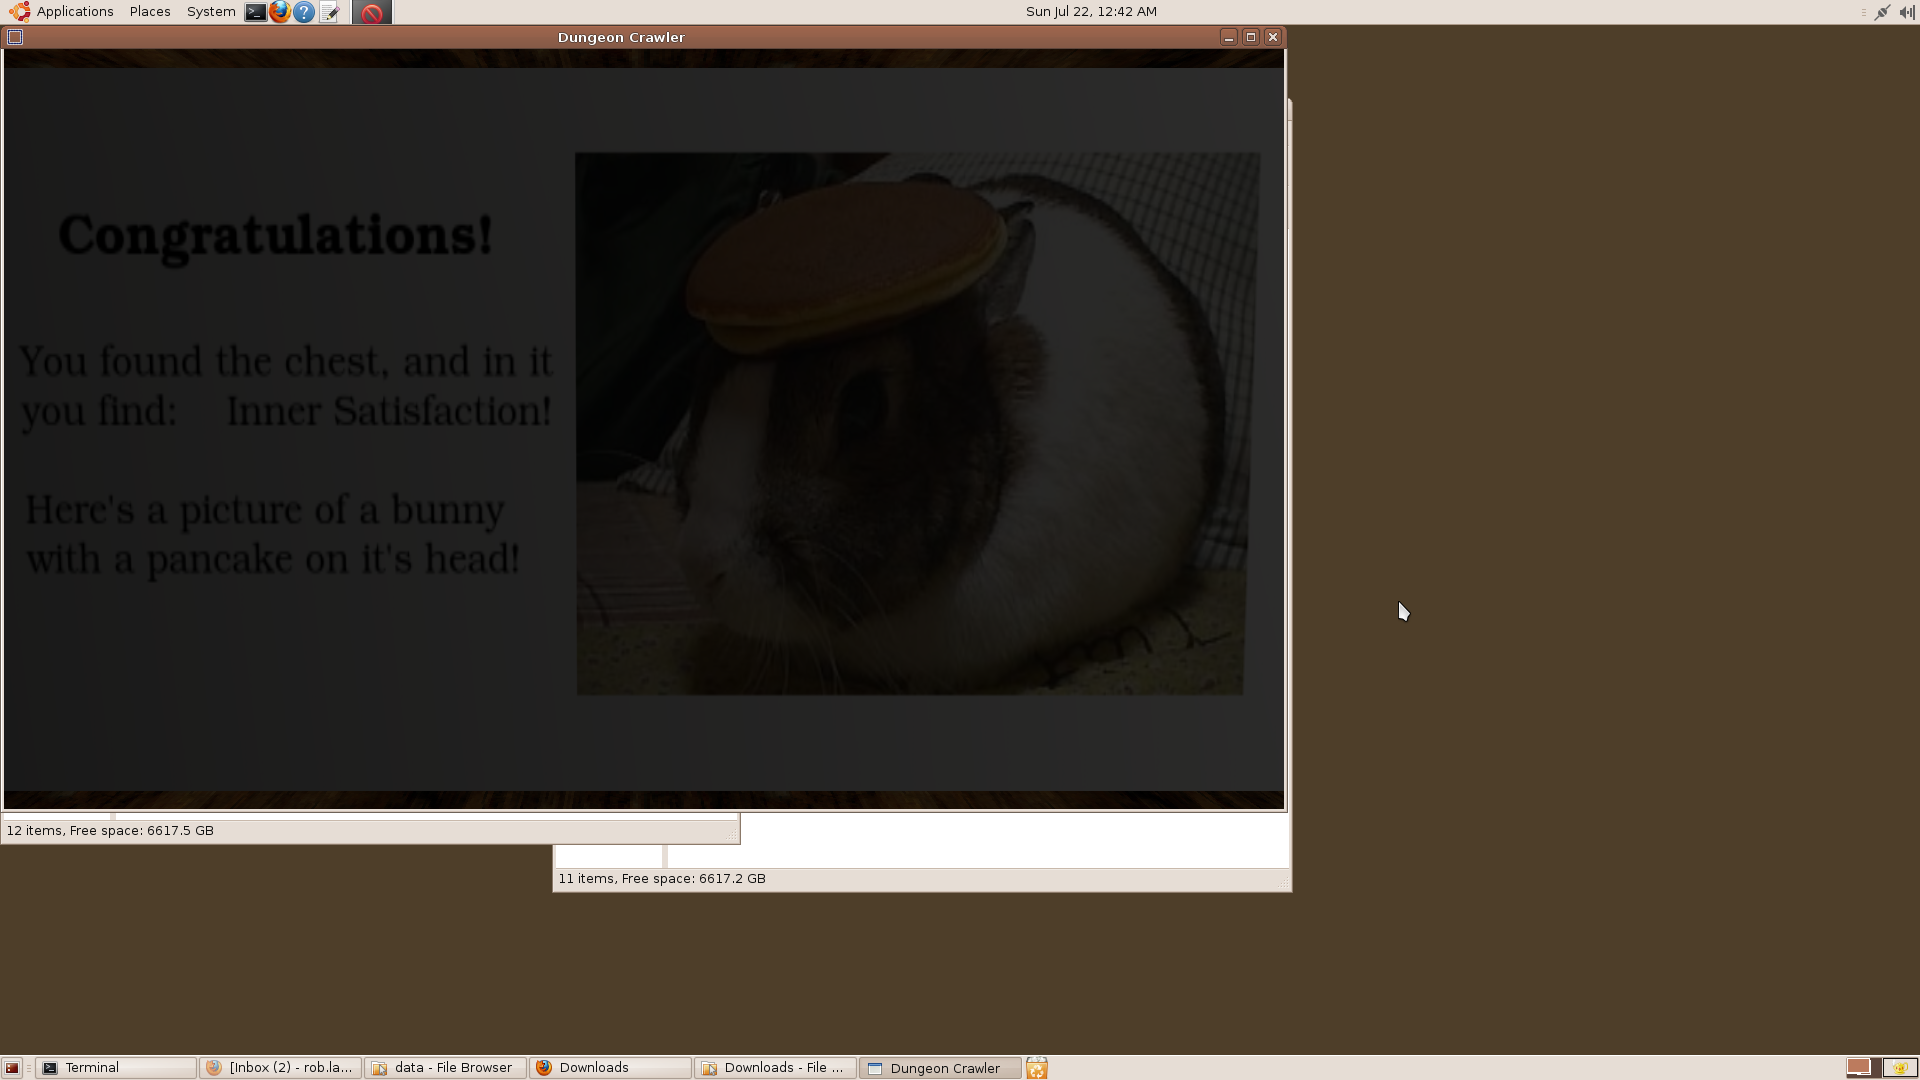 Applications Places System Sun Jul 22, 12:42 AM
Dungeon Crawler
Congratulations!
You found the chest, and in it
you find: Inner Satisfaction!
Here's a picture of a bunny
with a pancake on it's head!
12 items, Free space: 6617.5 GB
11 items, Free space: 6617.2 GB
Terminal [Inbox (2) - rob.la... data - File Browser Downloads Downloads - File ... Dungeon Crawler